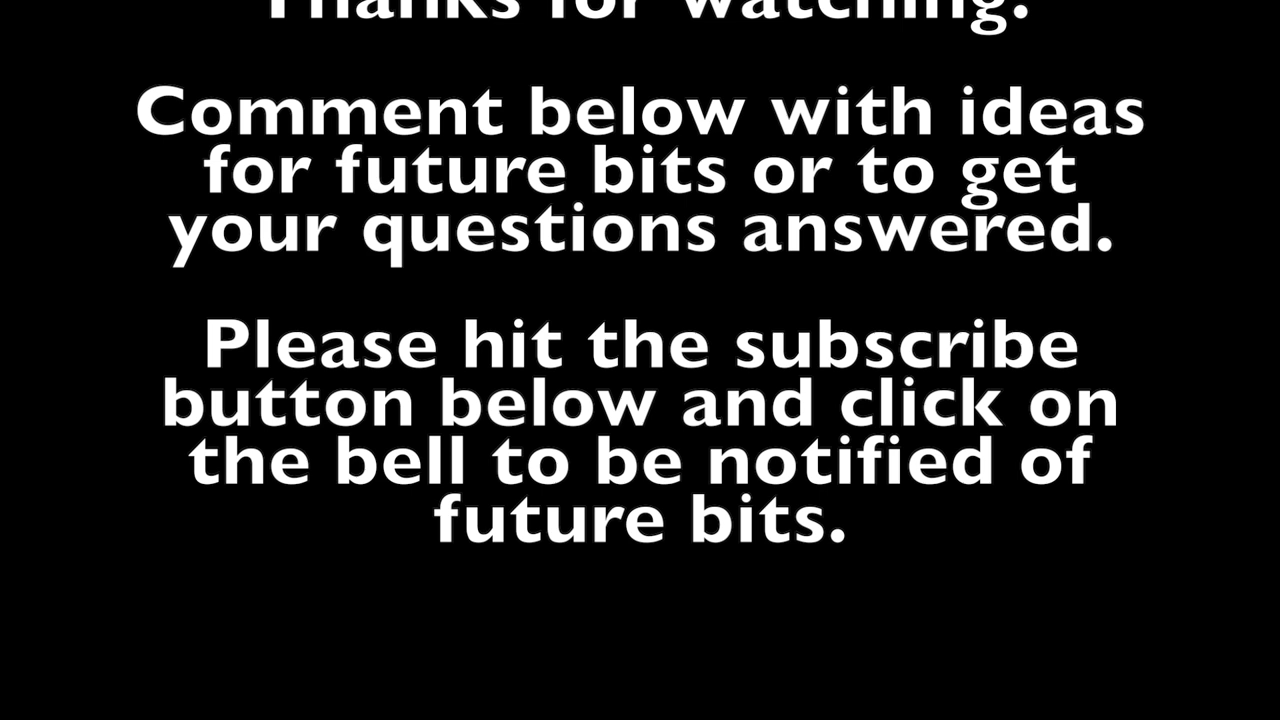 Thanks for watching.
Comment below with ideas
for future bits or to get
your questions answered.
Please hit the subscribe
button below and click on
the bell to be notified of
future bits.